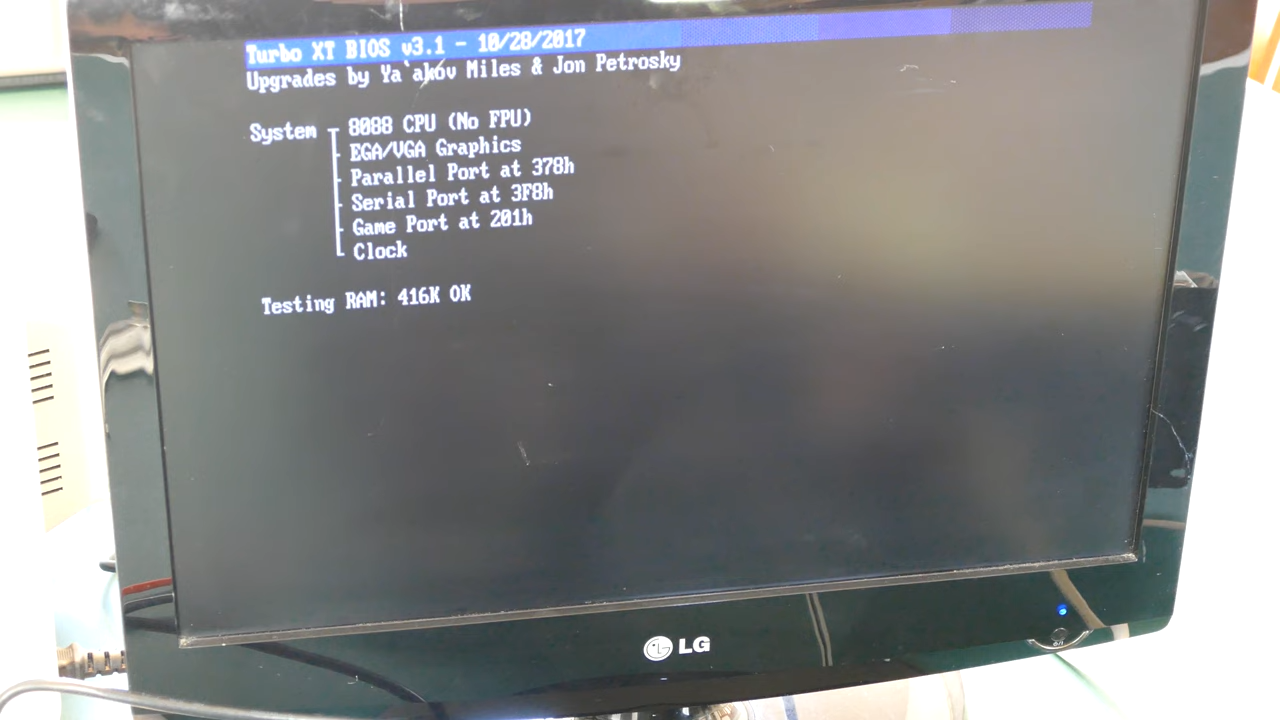 Turbo XT BIOS v3.1 - 10/28/2017
Upgrades by Ya`akov Miles & Jon Petrosky
System
8088 CPU (No FPU)
EGA/VGA Graphics
Parallel Port at 378h
Serial Port at 3F8h
Game Port at 201h
Clock
Testing RAM: 416K OK
LG